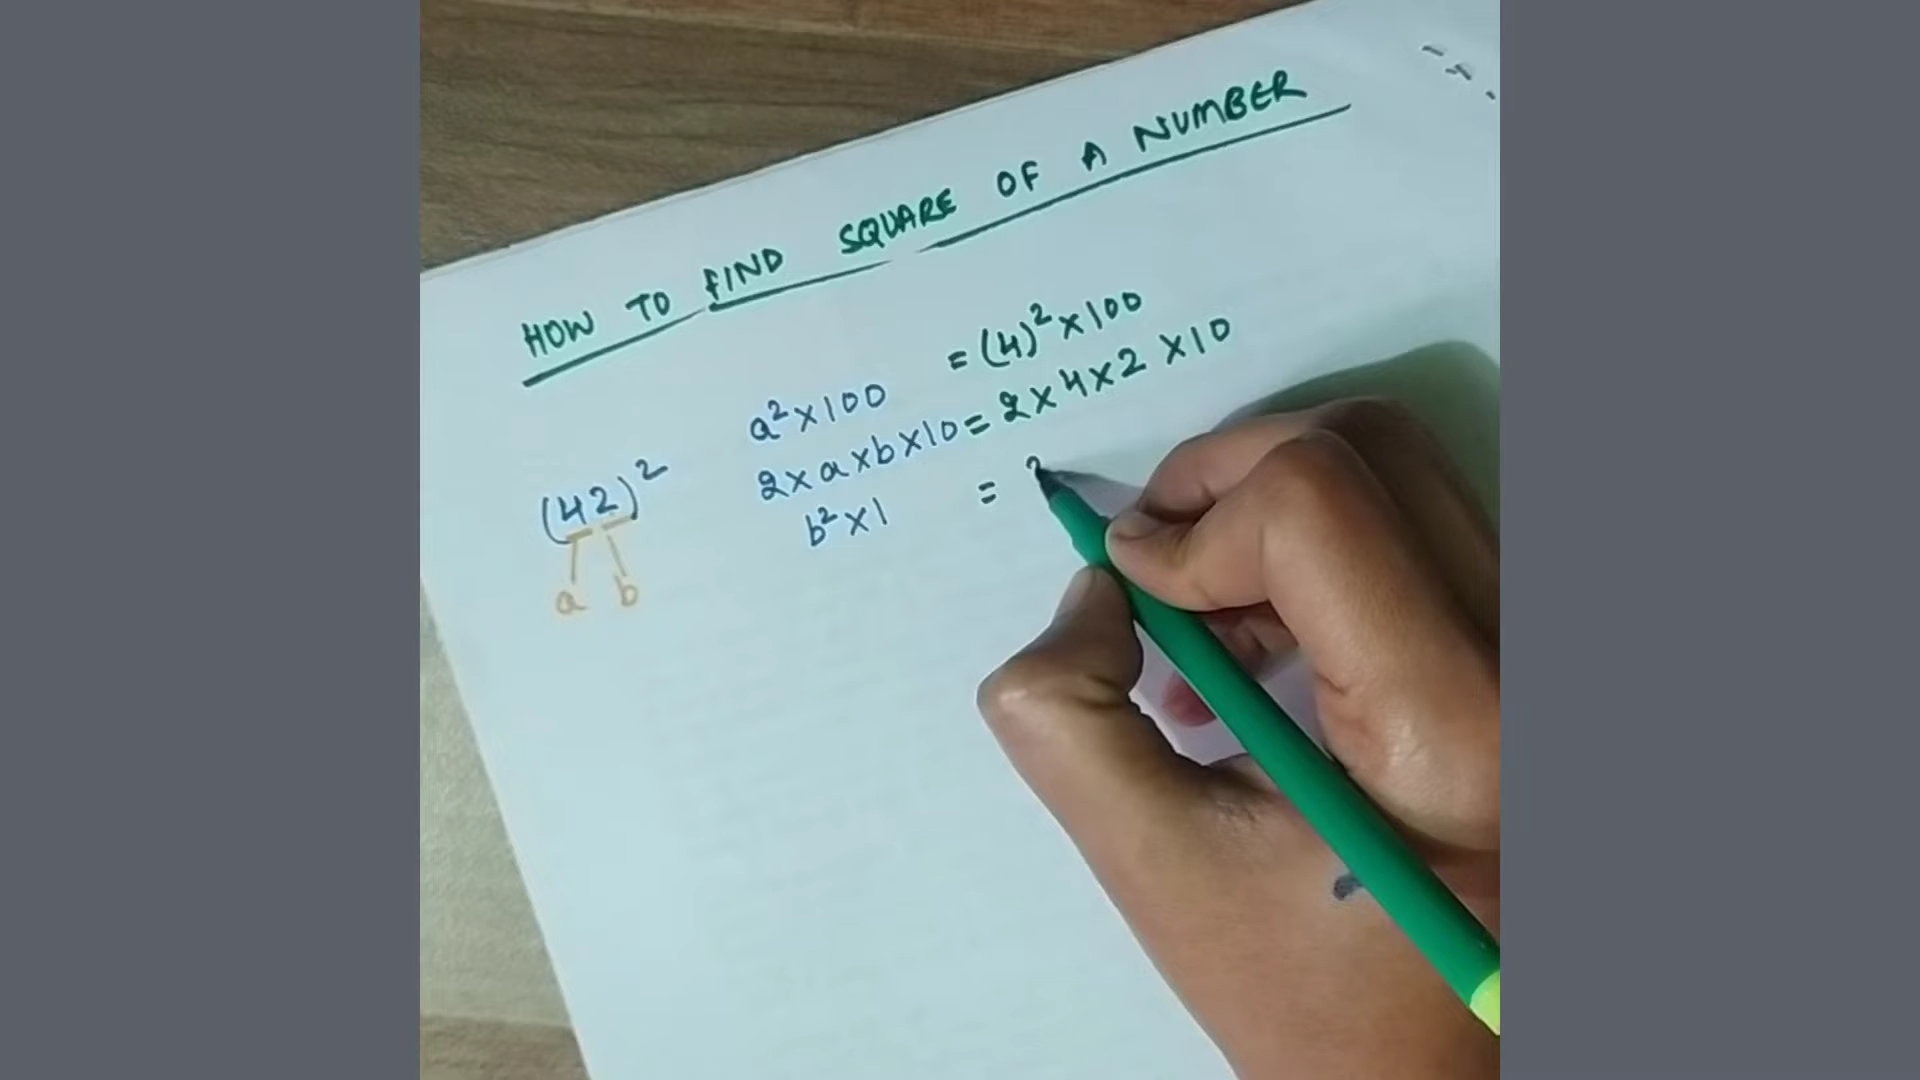 HOW TO FIND SQUARE OF A NUMBER
a² × 100 = (4)² × 100
2 × a × b × 10 = 2 × 4 × 2 × 10
(42)²
b² × 1 = 2
a b